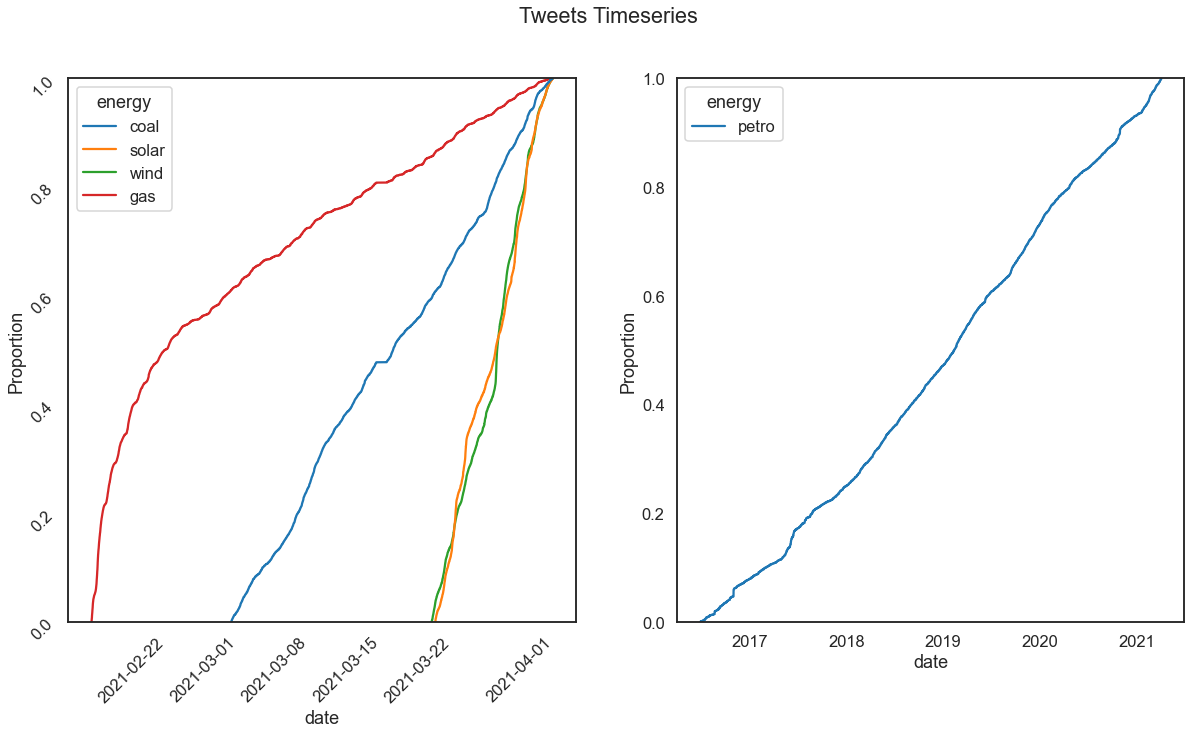 Tweets Timeseries
energy
coal
solar
wind
gas
Proportion
1.0
0.8
0.6
0.4
0.2
0.0
2021-02-22
2021-03-01
2021-03-08
2021-03-15
2021-03-22
2021-04-01
date
energy
petro
Proportion
1.0
0.8
0.6
0.4
0.2
0.0
2017 2018 2019 2020 2021
date